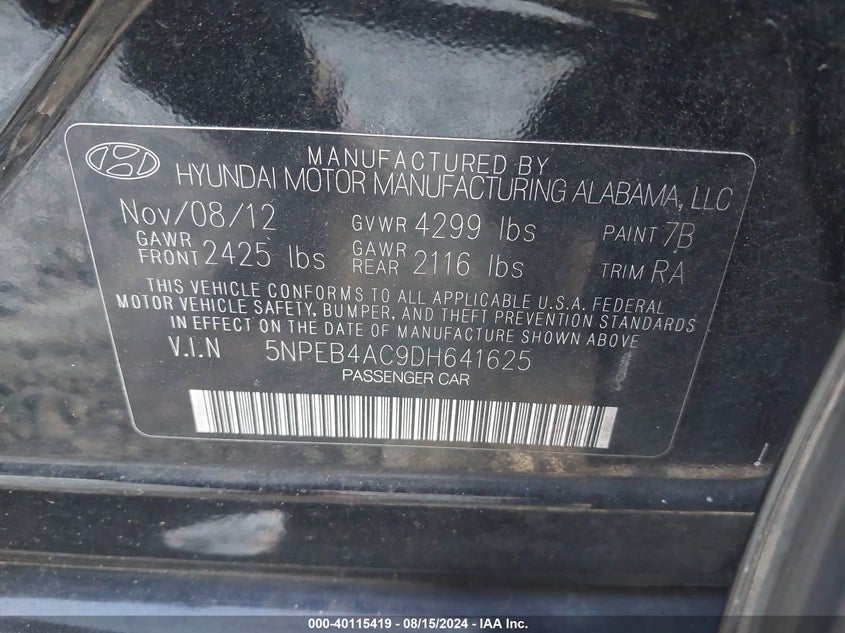 MANUFACTURED BY
HYUNDAI MOTOR MANUFACTURING ALABAMA, LLC
Nov/08/12 GVWR 4299 lbs PAINT 7B
GAWR FRONT 2425 lbs GAWR REAR 2116 lbs TRIM RA
THIS VEHICLE CONFORMS TO ALL APPLICABLE U.S.A. FEDERAL
MOTOR VEHICLE SAFETY, BUMPER, AND THEFT PREVENTION STANDARDS
IN EFFECT ON THE DATE OF MANUFACTURE SHOWN ABOVE.
V.I.N 5NPEB4AC9DH641625
PASSENGER CAR
000-40115419 - 08/15/2024 - IAA Inc.